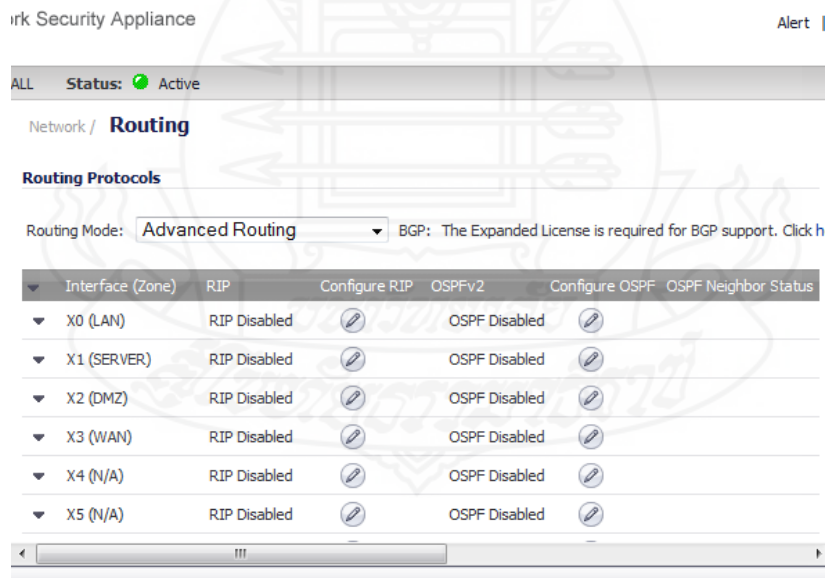 ork Security Appliance
Alert |
ALL Status: Active
Network / Routing
Routing Protocols
Routing Mode: Advanced Routing BGP: The Expanded License is required for BGP support. Click h
Interface (Zone) RIP Configure RIP OSPFv2 Configure OSPF OSPF Neighbor Status
X0 (LAN) RIP Disabled OSPF Disabled
X1 (SERVER) RIP Disabled OSPF Disabled
X2 (DMZ) RIP Disabled OSPF Disabled
X3 (WAN) RIP Disabled OSPF Disabled
X4 (N/A) RIP Disabled OSPF Disabled
X5 (N/A) RIP Disabled OSPF Disabled